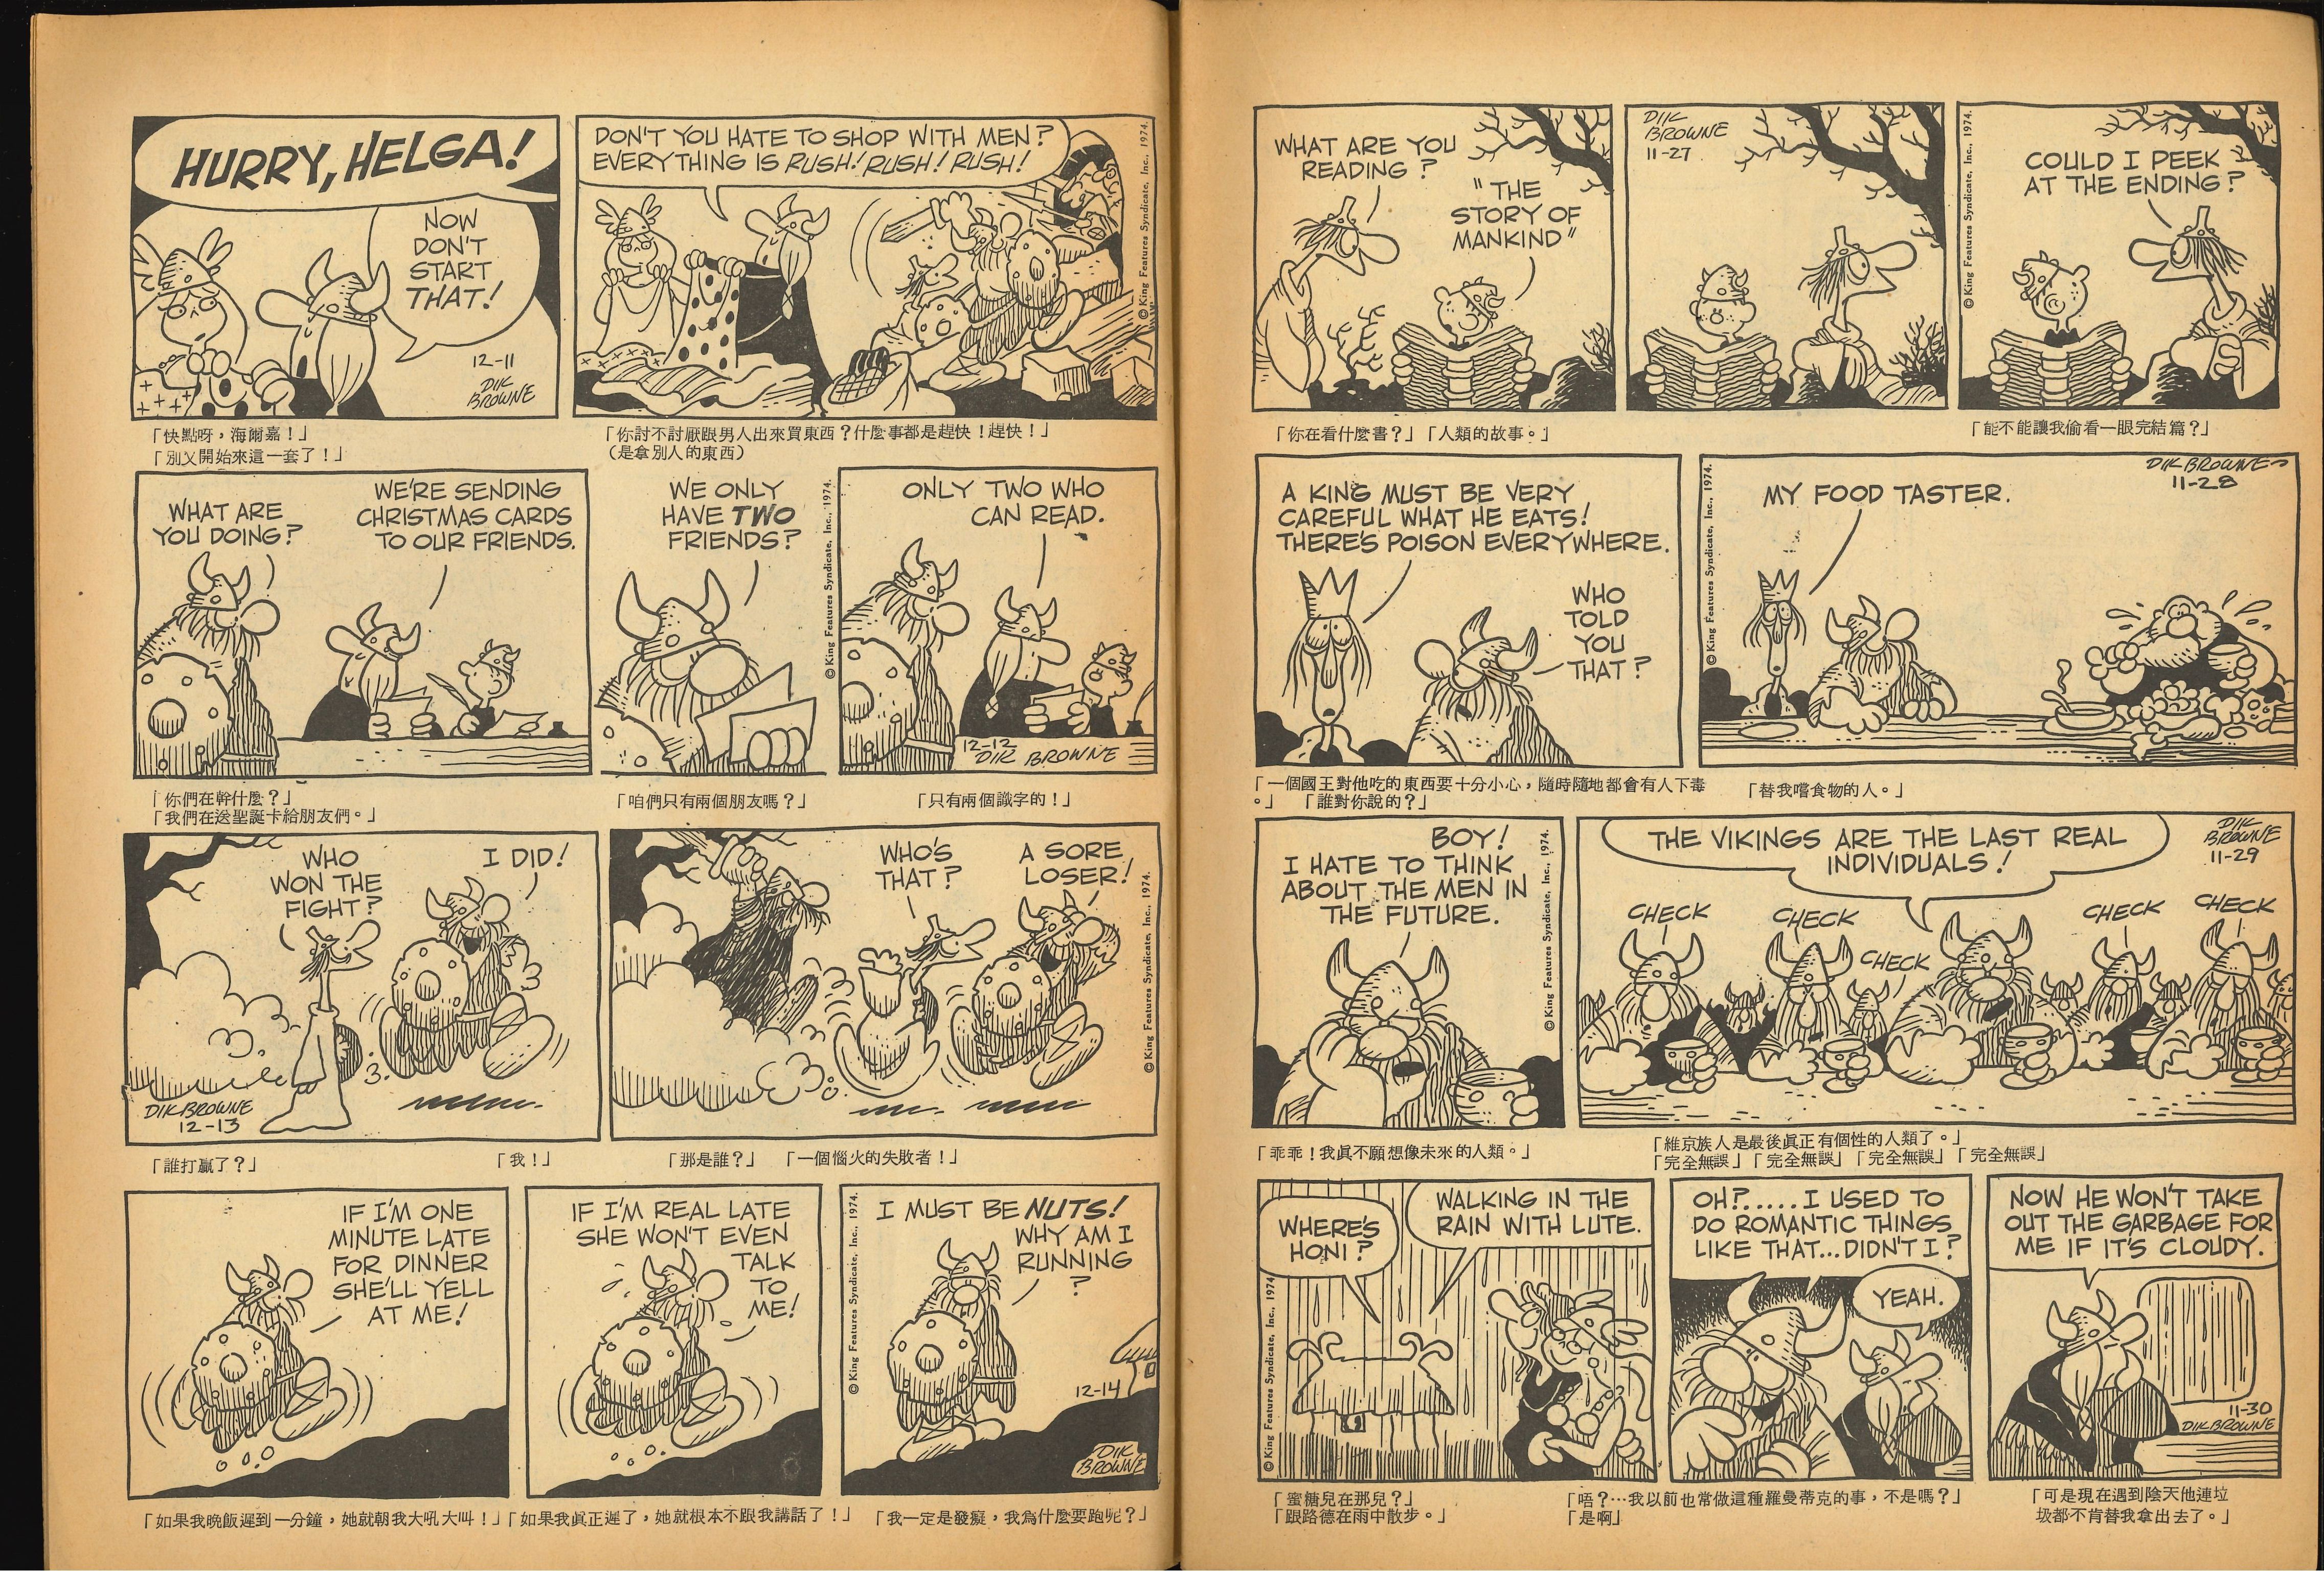 HURRY, HELGA!
NOW
DON'T
START
THAT!
12-11
DIK
BROWNE
DON'T YOU HATE TO SHOP WITH MEN?
EVERYTHING IS RUSH! RUSH! RUSH!
© King Features Syndicate, Inc., 1974.
「快點呀，海爾嘉！」
「別又開始來這一套了！」
「你討不討厭跟男人出來買東西？什麼事都是趕快！趕快！」
（是拿別人的東西）
WHAT ARE
YOU DOING?
WE'RE SENDING
CHRISTMAS CARDS
TO OUR FRIENDS.
WE ONLY
HAVE TWO
FRIENDS?
© King Features Syndicate, Inc., 1974.
ONLY TWO WHO
CAN READ.
12-12
DIK BROWNE
「你們在幹什麼？」
「我們在送聖誕卡給朋友們。」
「咱們只有兩個朋友嗎？」
「只有兩個識字的！」
WHO
WON THE
FIGHT?
I DID!
DIK BROWNE
12-13
WHO'S
THAT?
A SORE
LOSER!
© King Features Syndicate, Inc., 1974.
「誰打贏了？」
「我！」
「那是誰？」
「一個惱火的失敗者！」
IF I'M ONE
MINUTE LATE
FOR DINNER
SHE'LL YELL
AT ME!
IF I'M REAL LATE
SHE WON'T EVEN
TALK
TO
ME!
© King Features Syndicate, Inc., 1974.
I MUST BE NUTS!
WHY AM I
RUNNING
?
12-14
DIK
BROWNE
「如果我晚飯遲到一分鐘，她就朝我大吼大叫！」
「如果我眞正遲了，她就根本不跟我講話了！」
「我一定是發癡，我爲什麼要跑呢？」
WHAT ARE YOU
READING?
"THE
STORY OF
MANKIND"
DIK
BROWNE
11-27
© King Features Syndicate, Inc., 1974.
COULD I PEEK
AT THE ENDING?
「你在看什麼書？」「人類的故事。」
「能不能讓我偷看一眼完結篇？」
A KING MUST BE VERY
CAREFUL WHAT HE EATS!
THERE'S POISON EVERYWHERE.
WHO
TOLD
YOU
THAT?
© King Features Syndicate, Inc., 1974.
MY FOOD TASTER.
DIK BROWNE
11-28
「一個國王對他吃的東西要十分小心，隨時隨地都會有人下毒
。」 「誰對你說的？」
「替我嚐食物的人。」
BOY!
I HATE TO THINK
ABOUT THE MEN IN
THE FUTURE.
© King Features Syndicate, Inc., 1974.
THE VIKINGS ARE THE LAST REAL
INDIVIDUALS!
DIK
BROWNE
11-29
CHECK
CHECK
CHECK
CHECK
CHECK
「乖乖！我眞不願想像未來的人類。」
「維京族人是最後眞正有個性的人類了。」
「完全無誤」「完全無誤」「完全無誤」「完全無誤」
WHERE'S
HONI?
WALKING IN THE
RAIN WITH LUTE.
© King Features Syndicate, Inc., 1974
OH?......I USED TO
DO ROMANTIC THINGS
LIKE THAT...DIDN'T I?
YEAH.
NOW HE WON'T TAKE
OUT THE GARBAGE FOR
ME IF IT'S CLOUDY.
11-30
DIK BROWNE
「蜜糖兒在那兒？」
「跟路德在雨中散步。」
「唔？…我以前也常做這種羅曼蒂克的事，不是嗎？」
「是啊」
「可是現在遇到陰天他連垃
圾都不肯替我拿出去了。」